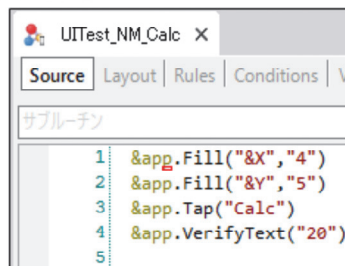 UITest_NM_Calc ×
Source Layout Rules Conditions
サブルーチン
1 &app.Fill("&X","4")
2 &app.Fill("&Y","5")
3 &app.Tap("Calc")
4 &app.VerifyText("20")
5